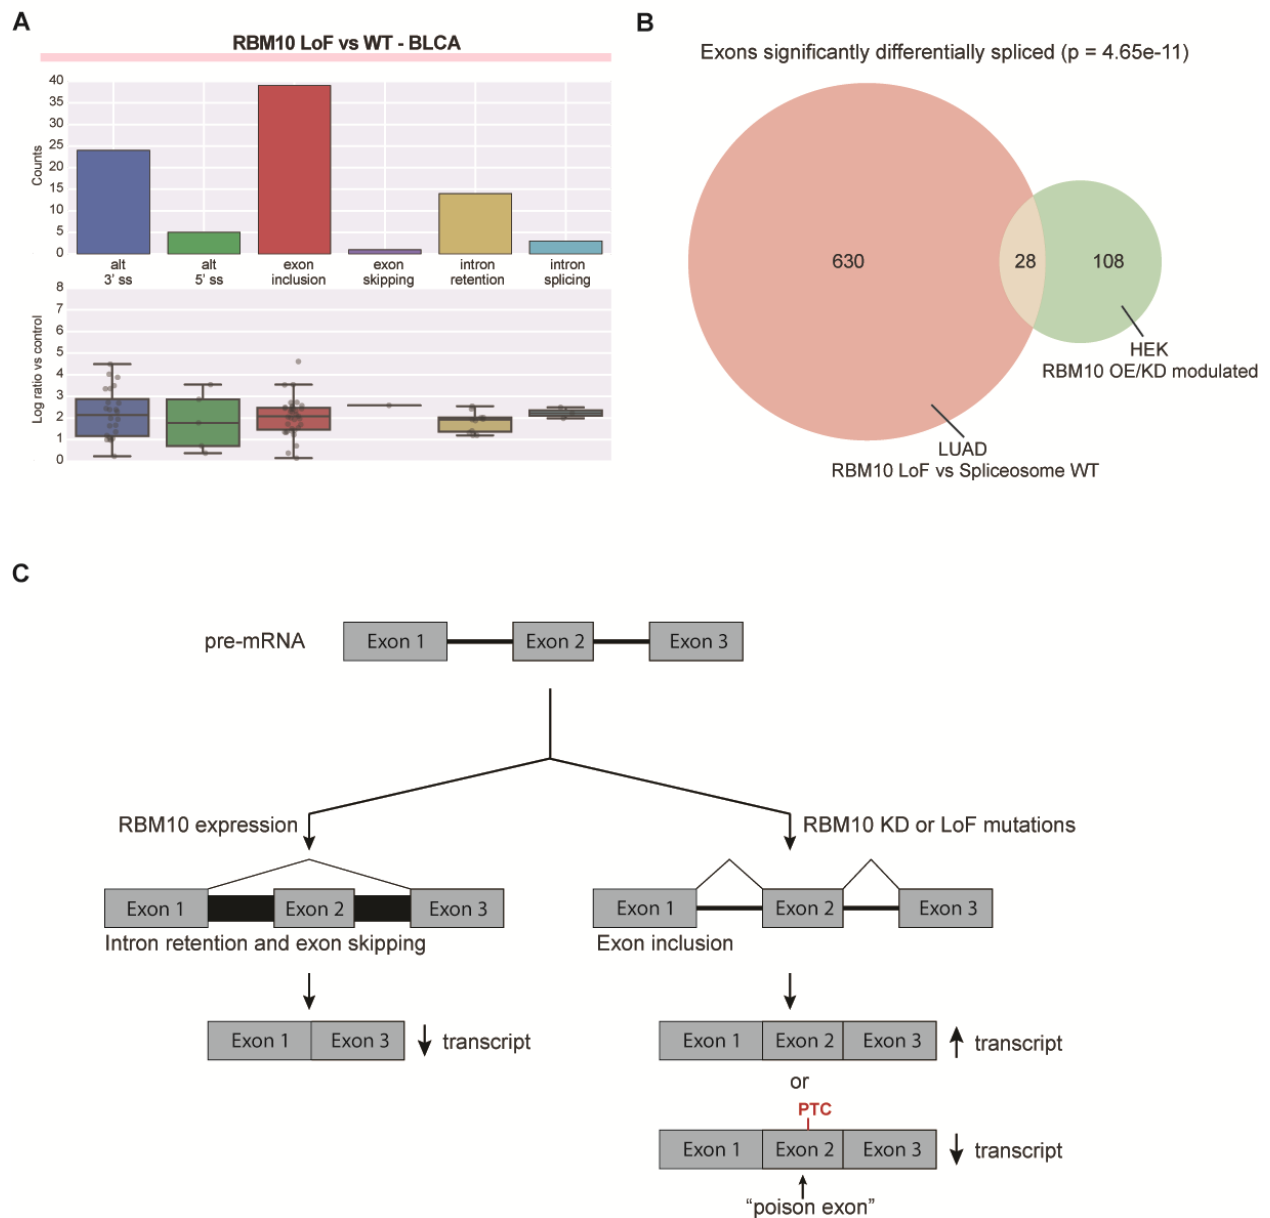 A
RBM10 LoF vs WT - BLCA
40
35
30
25
20
15
10
5
0
Counts
alt
3' ss
alt
5' ss
exon
inclusion
exon
skipping
intron
retention
intron
splicing
8
7
6
5
4
3
2
1
0
Log ratio vs control
B
Exons significantly differentially spliced (p = 4.65e-11)
630
28
108
HEK
RBM10 OE/KD modulated
LUAD
RBM10 LoF vs Spliceosome WT
C
pre-mRNA
Exon 1
Exon 2
Exon 3
RBM10 expression
RBM10 KD or LoF mutations
Exon 1
Exon 2
Exon 3
Exon 1
Exon 2
Exon 3
Intron retention and exon skipping
Exon inclusion
Exon 1
Exon 3
transcript
Exon 1
Exon 2
Exon 3
transcript
or
PTC
Exon 1
Exon 2
Exon 3
transcript
“poison exon”